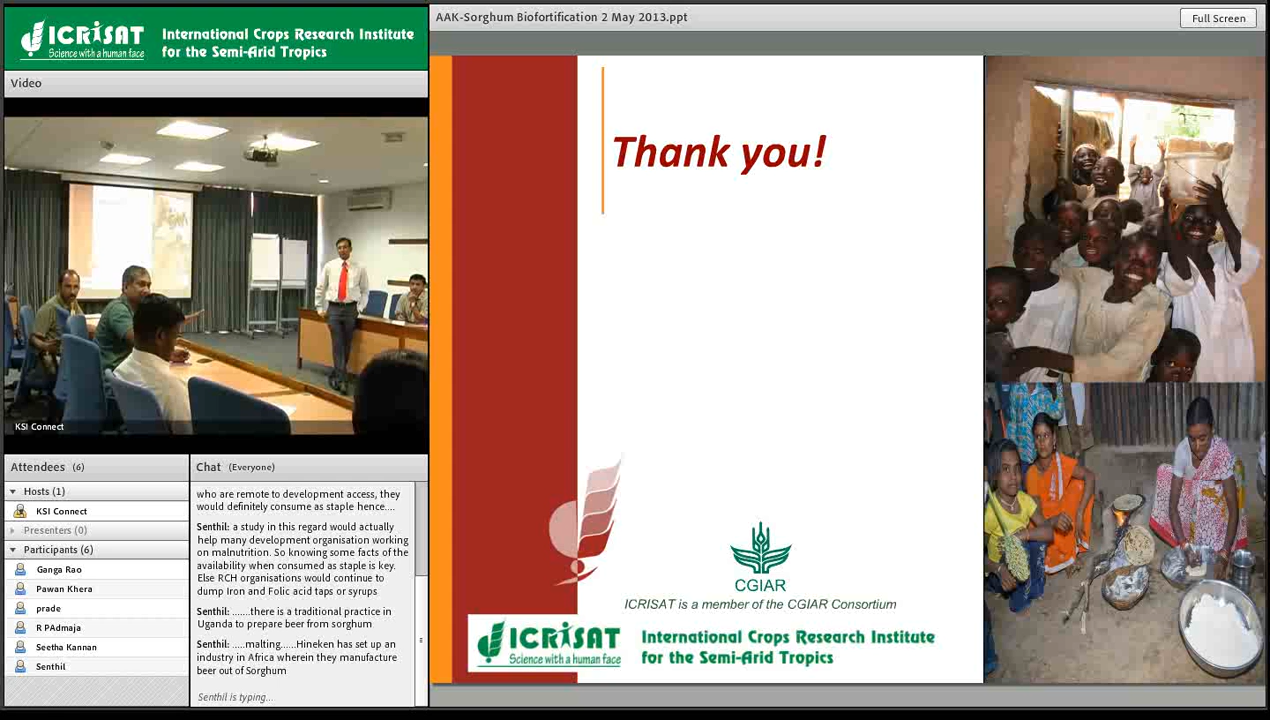 ICRISAT
Science with a human face
International Crops Research Institute
for the Semi-Arid Tropics
Video
KSI Connect
Attendees (6)
Hosts (1)
KSI Connect
Presenters (0)
Participants (6)
Ganga Rao
Pawan Khera
prade
R PAdmaja
Seetha Kannan
Senthil
Chat (Everyone)
who are remote to development access, they
would definitely consume as staple hence....
Senthil: a study in this regard would actually
help many development organisation working
on malnutrition. So knowing some facts of the
availability when consumed as staple is key.
Else RCH organisations would continue to
dump Iron and Folic acid taps or syrups
Senthil: .......there is a traditional practice in
Uganda to prepare beer from sorghum
Senthil: .....malting......Hineken has set up an
industry in Africa wherein they manufacture
beer out of Sorghum
Senthil is typing...
AAK-Sorghum Biofortification 2 May 2013.ppt
Full Screen
Thank you!
CGIAR
ICRISAT is a member of the CGIAR Consortium
ICRISAT
Science with a human face
International Crops Research Institute
for the Semi-Arid Tropics